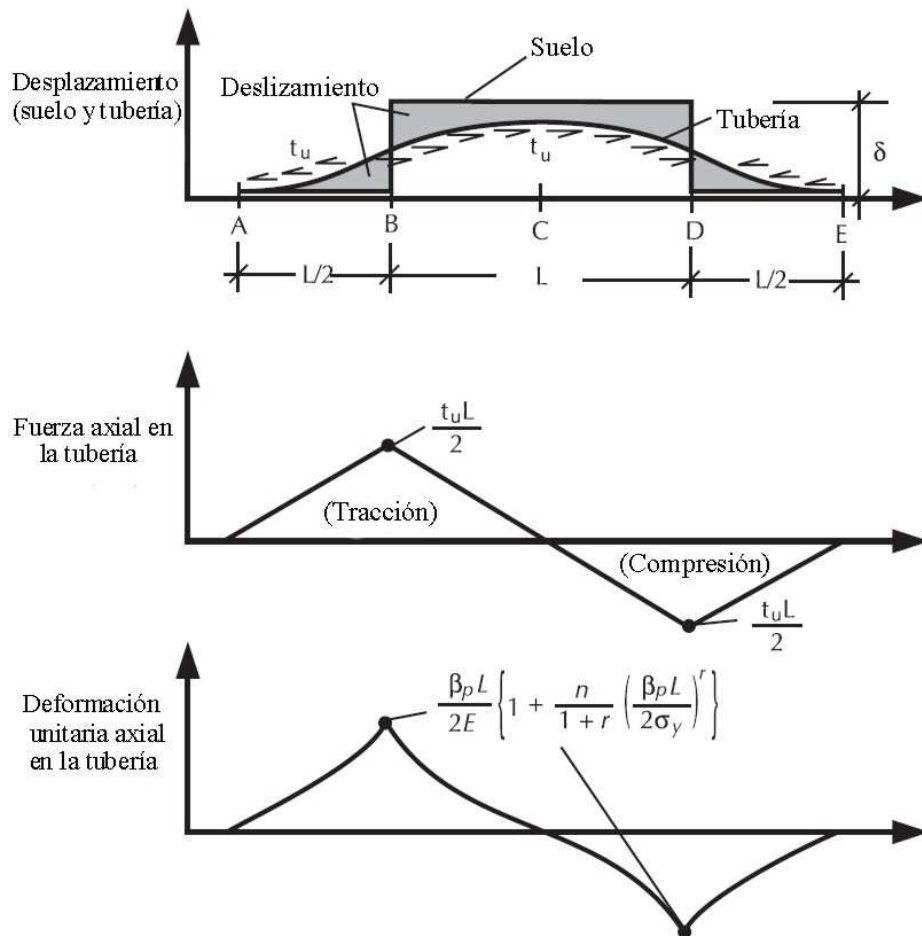 Suelo
Desplazamiento
(suelo y tubería)
Deslizamiento
Tubería
t_u
t_u
δ
A
B
C
D
E
L/2
L
L/2
Fuerza axial en
la tubería
t_uL
2
(Tracción)
(Compresión)
t_uL
2
Deformación
unitaria axial
en la tubería
β_pL/2E {1 + n/1 + r (β_pL/2σ_y)^r}